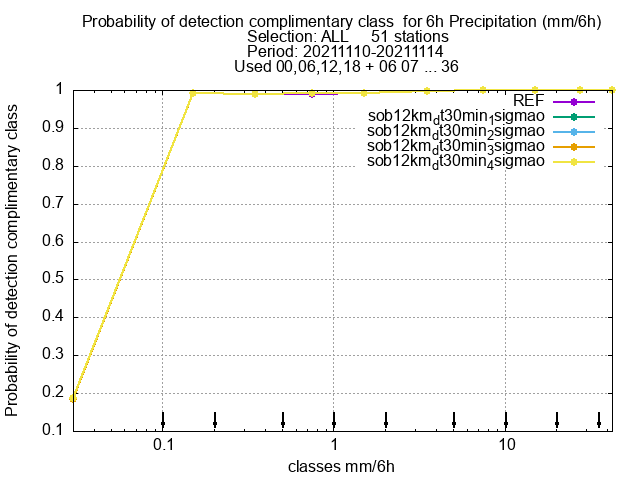 Probability of detection complimentary class  for 6h Precipitation (mm/6h)
Selection: ALL     51 stations
Period: 20211110-20211114
Used 00,06,12,18 + 06 07 ... 36
Probability of detection complimentary class
1
0.9
0.8
0.7
0.6
0.5
0.4
0.3
0.2
0.1
REF
sob12km_dt30min_1sigmao
sob12km_dt30min_2sigmao
sob12km_dt30min_3sigmao
sob12km_dt30min_4sigmao
0.1
1
10
classes mm/6h